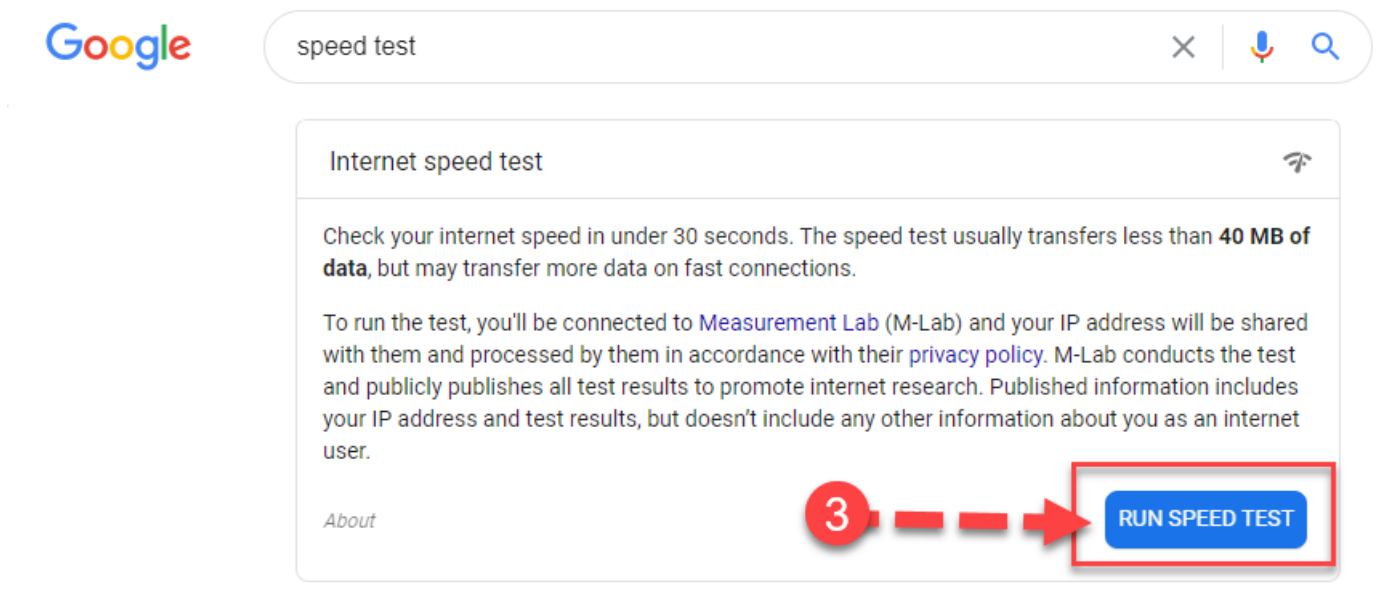 Google
speed test
Internet speed test
Check your internet speed in under 30 seconds. The speed test usually transfers less than 40 MB of
data, but may transfer more data on fast connections.
To run the test, you'll be connected to Measurement Lab (M-Lab) and your IP address will be shared
with them and processed by them in accordance with their privacy policy. M-Lab conducts the test
and publicly publishes all test results to promote internet research. Published information includes
your IP address and test results, but doesn’t include any other information about you as an internet
user.
About
3
RUN SPEED TEST